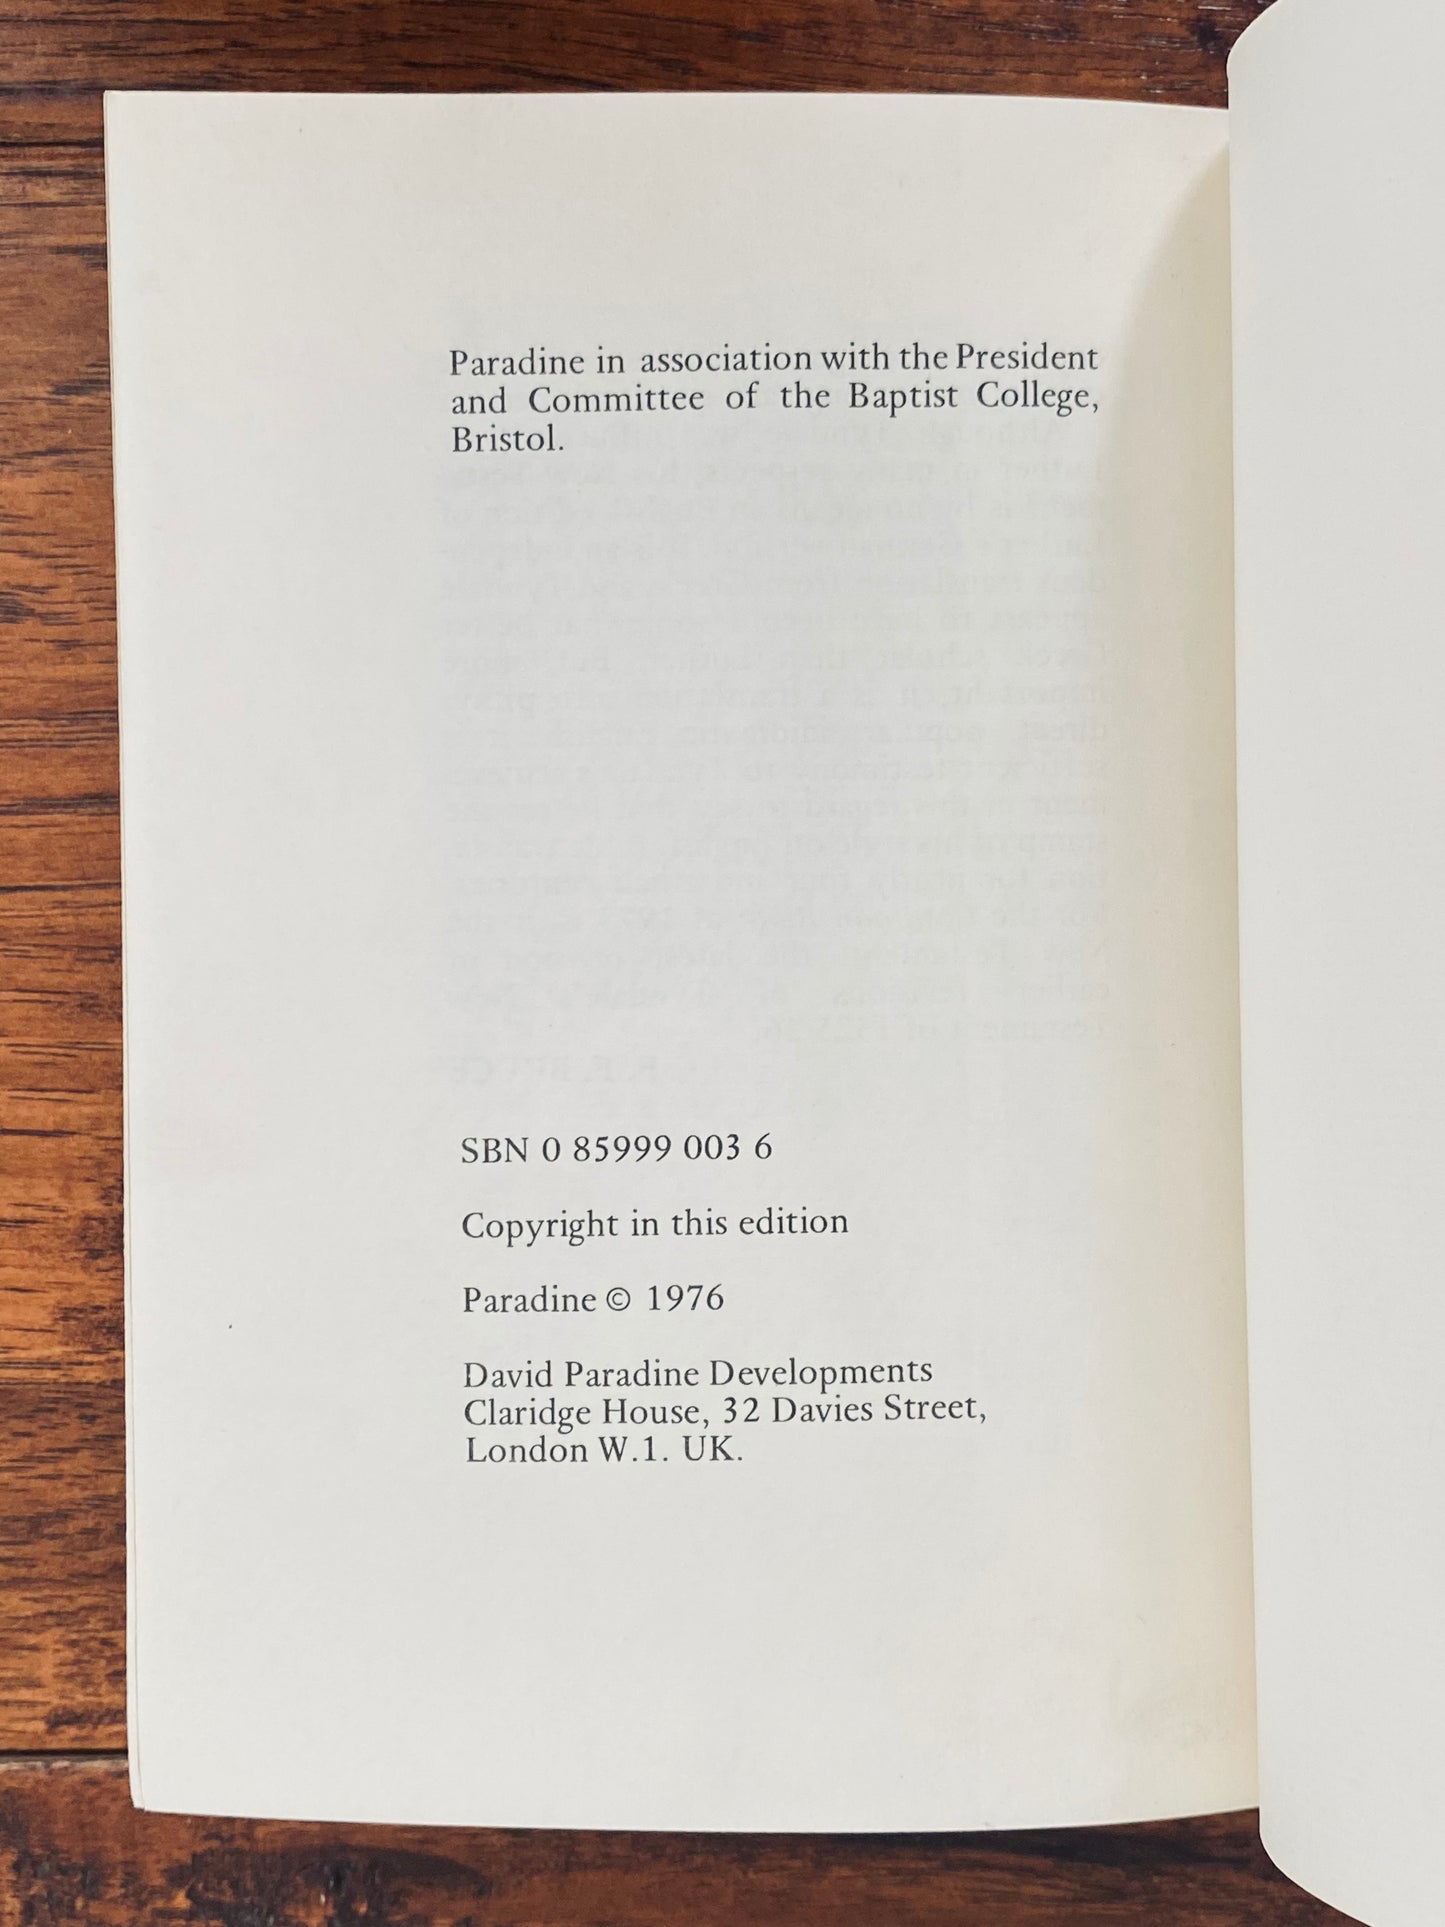 Paradine in association with the President
and Committee of the Baptist College,
Bristol.
SBN 0 85999 003 6
Copyright in this edition
Paradine © 1976
David Paradine Developments
Claridge House, 32 Davies Street,
London W.1. UK.